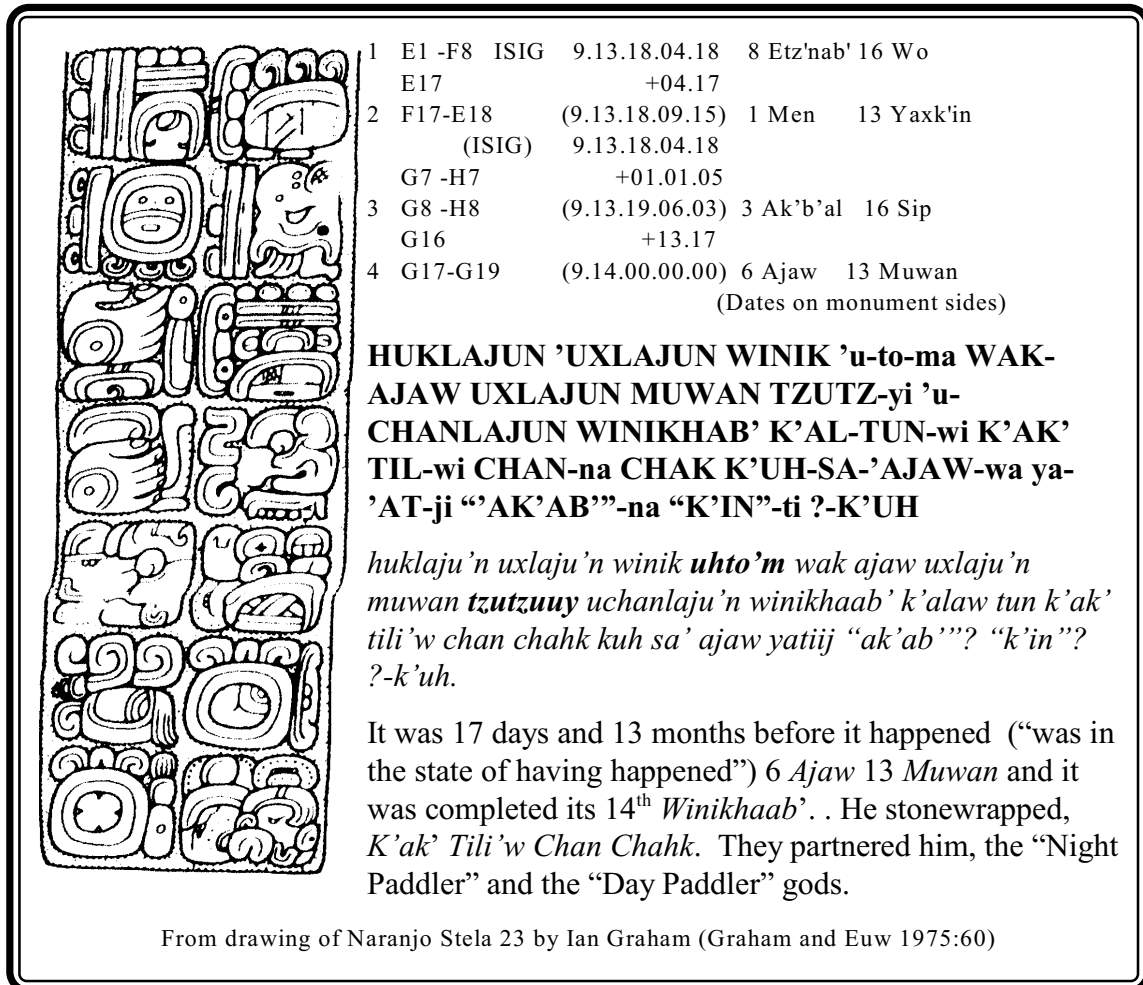 1 E1 -F8 ISIG 9.13.18.04.18 8 Etz'nab' 16 Wo
E17 +04.17
2 F17-E18 (9.13.18.09.15) 1 Men 13 Yaxk'in
(ISIG) 9.13.18.04.18
G7 -H7 +01.01.05
3 G8 -H8 (9.13.19.06.03) 3 Ak’b’al 16 Sip
G16 +13.17
4 G17-G19 (9.14.00.00.00) 6 Ajaw 13 Muwan
(Dates on monument sides)
HUKLAJUN ’UXLAJUN WINIK ’u-to-ma WAK-
AJAW UXLAJUN MUWAN TZUTZ-yi ’u-
CHANLAJUN WINIKHAB’ K’AL-TUN-wi K’AK’
TIL-wi CHAN-na CHAK K’UH-SA-’AJAW-wa ya-
’AT-ji “’AK’AB’”-na “K’IN”-ti ?-K’UH
huklaju’n uxlaju’n winik uhto’m wak ajaw uxlaju’n
muwan tzutzuuy uchanlaju’n winikhaab’ k’alaw tun k’ak’
tili’w chan chahk kuh sa’ ajaw yatiij “ak’ab’”? “k’in”?
?-k’uh.
It was 17 days and 13 months before it happened (“was in
the state of having happened”) 6 Ajaw 13 Muwan and it
was completed its 14th Winikhaab’. . He stonewrapped,
K’ak’ Tili’w Chan Chahk. They partnered him, the “Night
Paddler” and the “Day Paddler” gods.
From drawing of Naranjo Stela 23 by Ian Graham (Graham and Euw 1975:60)